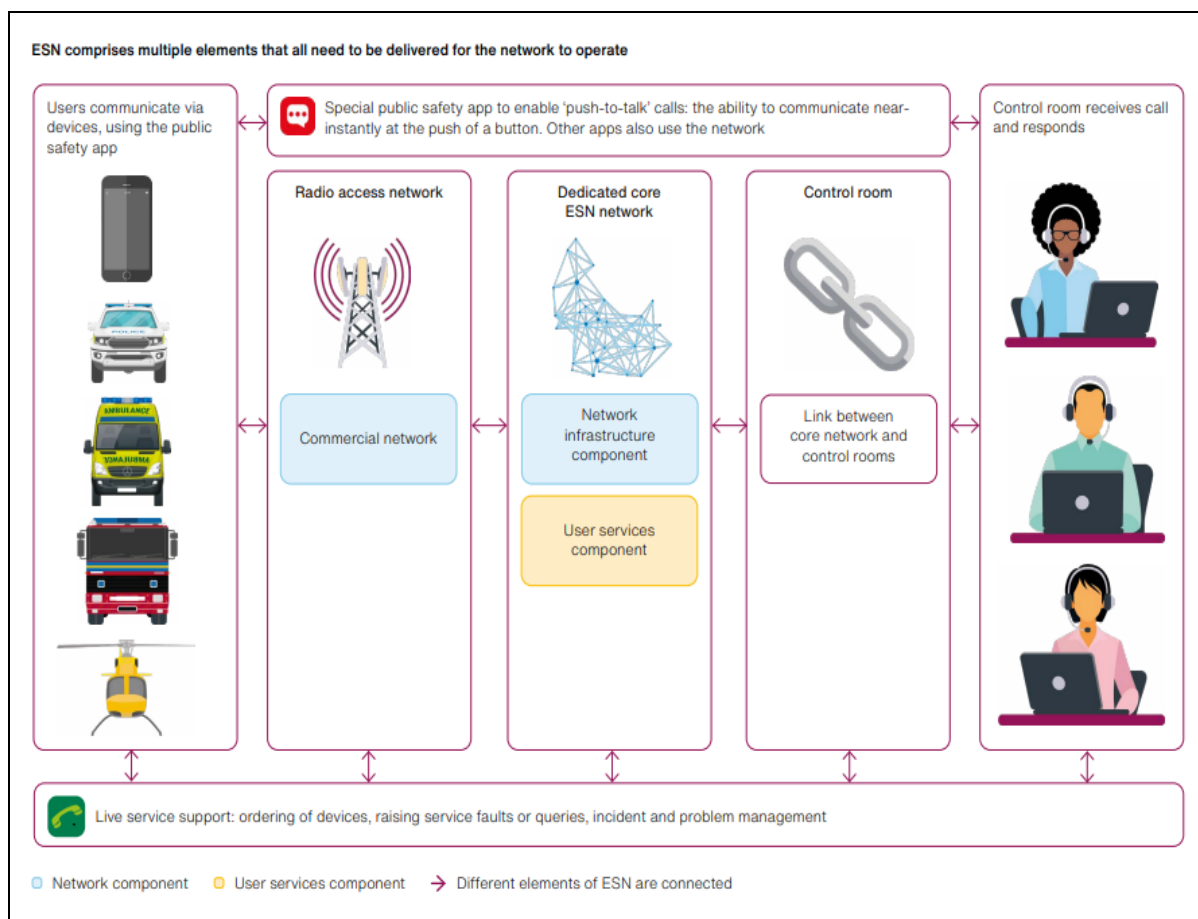 ESN comprises multiple elements that all need to be delivered for the network to operate
Users communicate via
devices, using the public
safety app
Special public safety app to enable ‘push-to-talk’ calls: the ability to communicate near-
instantly at the push of a button. Other apps also use the network
Control room receives call
and responds
Radio access network
Dedicated core
ESN network
Control room
POLICE
AMBULANCE
AMBULANCE
Commercial network
Network
infrastructure
component
Link between
core network and
control rooms
User services
component
Live service support: ordering of devices, raising service faults or queries, incident and problem management
Network component
User services component
Different elements of ESN are connected